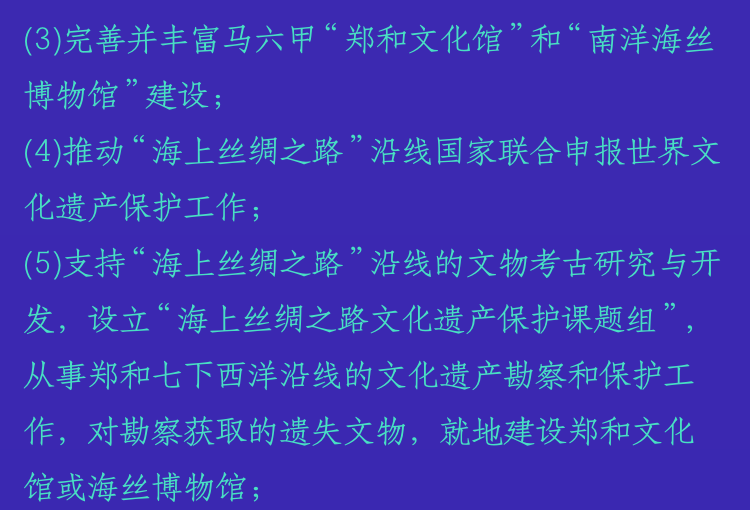 (3)完善并丰富马六甲“郑和文化馆”和“南洋海丝
博物馆”建设；
(4)推动“海上丝绸之路”沿线国家联合申报世界文
化遗产保护工作；
(5)支持“海上丝绸之路”沿线的文物考古研究与开
发，设立“海上丝绸之路文化遗产保护课题组”，
从事郑和七下西洋沿线的文化遗产勘察和保护工
作，对勘察获取的遗失文物，就地建设郑和文化
馆或海丝博物馆；